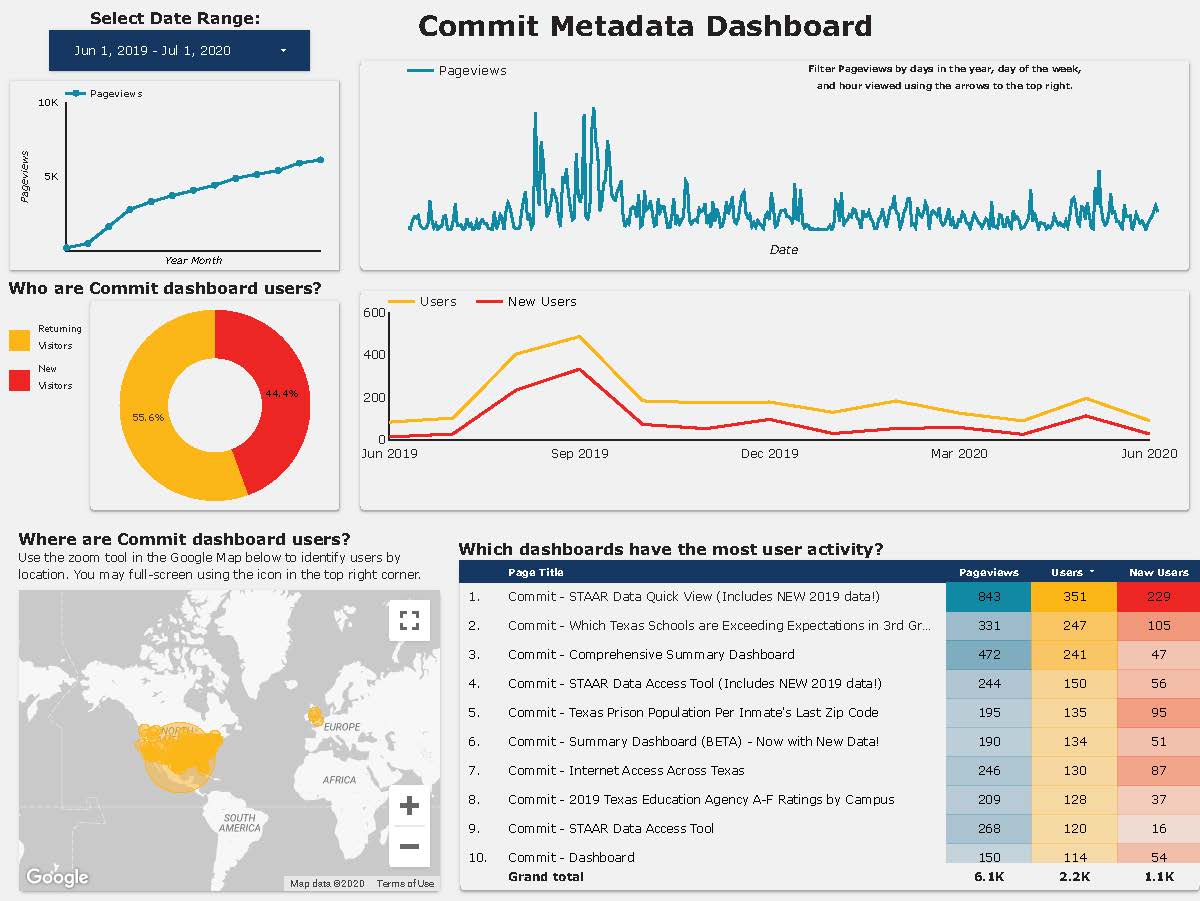 Select Date Range:
Jun 1, 2019 - Jul 1, 2020
Commit Metadata Dashboard
Pageviews
10K
5K
Pageviews
Year Month
Pageviews
Filter Pageviews by days in the year, day of the week,
and hour viewed using the arrows to the top right.
Date
Who are Commit dashboard users?
Returning
Visitors
New
Visitors
55.6%
44.4%
Users
New Users
600
400
200
0
Jun 2019
Sep 2019
Dec 2019
Mar 2020
Jun 2020
Where are Commit dashboard users?
Use the zoom tool in the Google Map below to identify users by
location. You may full-screen using the icon in the top right corner.
NORTH
EUROPE
AFRICA
SOUTH
AMERICA
Google
Map data ©2020 Terms of Use
Which dashboards have the most user activity?
Page Title Pageviews Users New Users
1. Commit - STAAR Data Quick View (Includes NEW 2019 data!) 843 351 229
2. Commit - Which Texas Schools are Exceeding Expectations in 3rd Gr... 331 247 105
3. Commit - Comprehensive Summary Dashboard 472 241 47
4. Commit - STAAR Data Access Tool (Includes NEW 2019 data!) 244 150 56
5. Commit - Texas Prison Population Per Inmate's Last Zip Code 195 135 95
6. Commit - Summary Dashboard (BETA) - Now with New Data! 190 134 51
7. Commit - Internet Access Across Texas 246 130 87
8. Commit - 2019 Texas Education Agency A-F Ratings by Campus 209 128 37
9. Commit - STAAR Data Access Tool 268 120 16
10. Commit - Dashboard 150 114 54
Grand total 6.1K 2.2K 1.1K